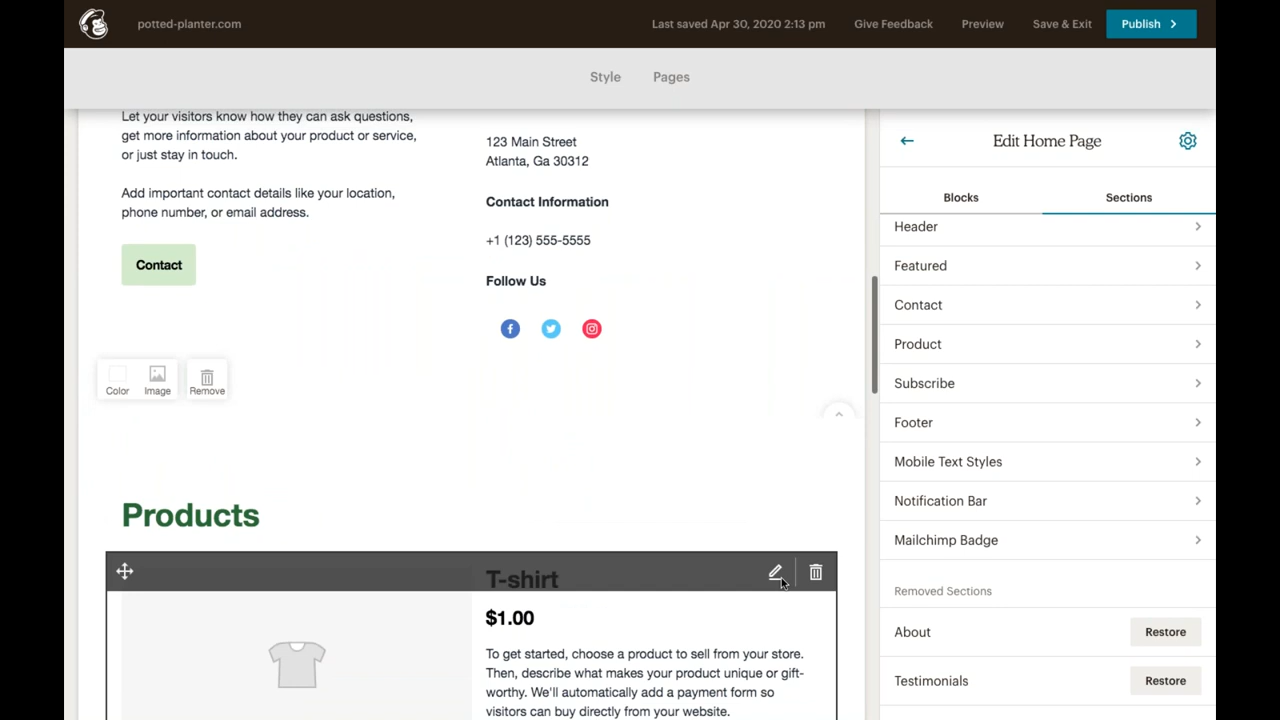 potted-planter.com
Last saved Apr 30, 2020 2:13 pm
Give Feedback
Preview
Save & Exit
Publish
Style
Pages
Let your visitors know how they can ask questions,
get more information about your product or service,
or just stay in touch.
Add important contact details like your location,
phone number, or email address.
Contact
123 Main Street
Atlanta, Ga 30312
Contact Information
+1 (123) 555-5555
Follow Us
Color
Image
Remove
Products
T-shirt
$1.00
To get started, choose a product to sell from your store.
Then, describe what makes your product unique or gift-
worthy. We'll automatically add a payment form so
visitors can buy directly from your website.
Edit Home Page
Blocks
Sections
Header
Featured
Contact
Product
Subscribe
Footer
Mobile Text Styles
Notification Bar
Mailchimp Badge
Removed Sections
About
Restore
Testimonials
Restore